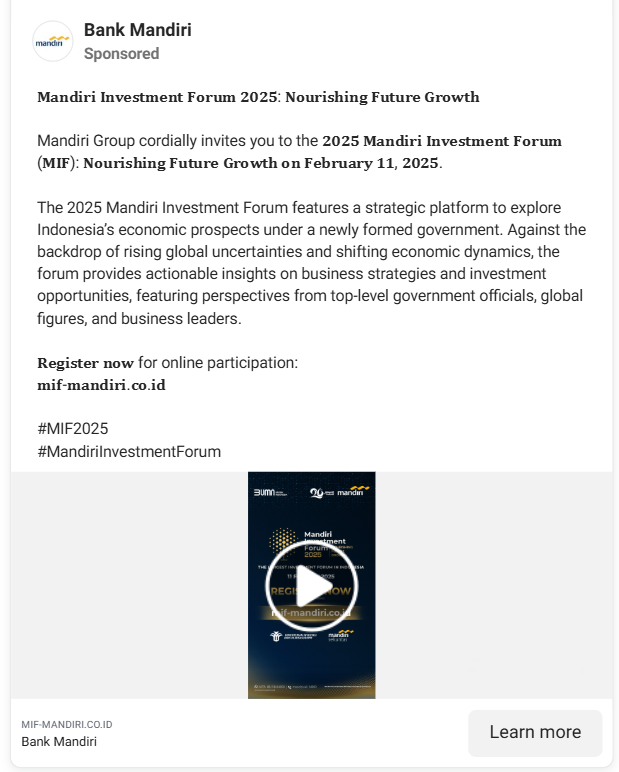 Bank Mandiri
Sponsored
mandiri
Mandiri Investment Forum 2025: Nourishing Future Growth
Mandiri Group cordially invites you to the 2025 Mandiri Investment Forum
(MIF): Nourishing Future Growth on February 11, 2025.
The 2025 Mandiri Investment Forum features a strategic platform to explore
Indonesia's economic prospects under a newly formed government. Against the
backdrop of rising global uncertainties and shifting economic dynamics, the
forum provides actionable insights on business strategies and investment
opportunities, featuring perspectives from top-level government officials, global
figures, and business leaders.
Register now for online participation:
mif-mandiri.co.id
#MIF2025
#MandiriInvestmentForum
BUMN
mandiri
Mandiri
Investment
Forum
2025
THE LARGEST INVESTMENT FORUM IN INDONESIA
11 2025
REGISTER NOW
mif-mandiri.co.id
mandiri
MIF-MANDIRI.CO.ID
Bank Mandiri
Learn more